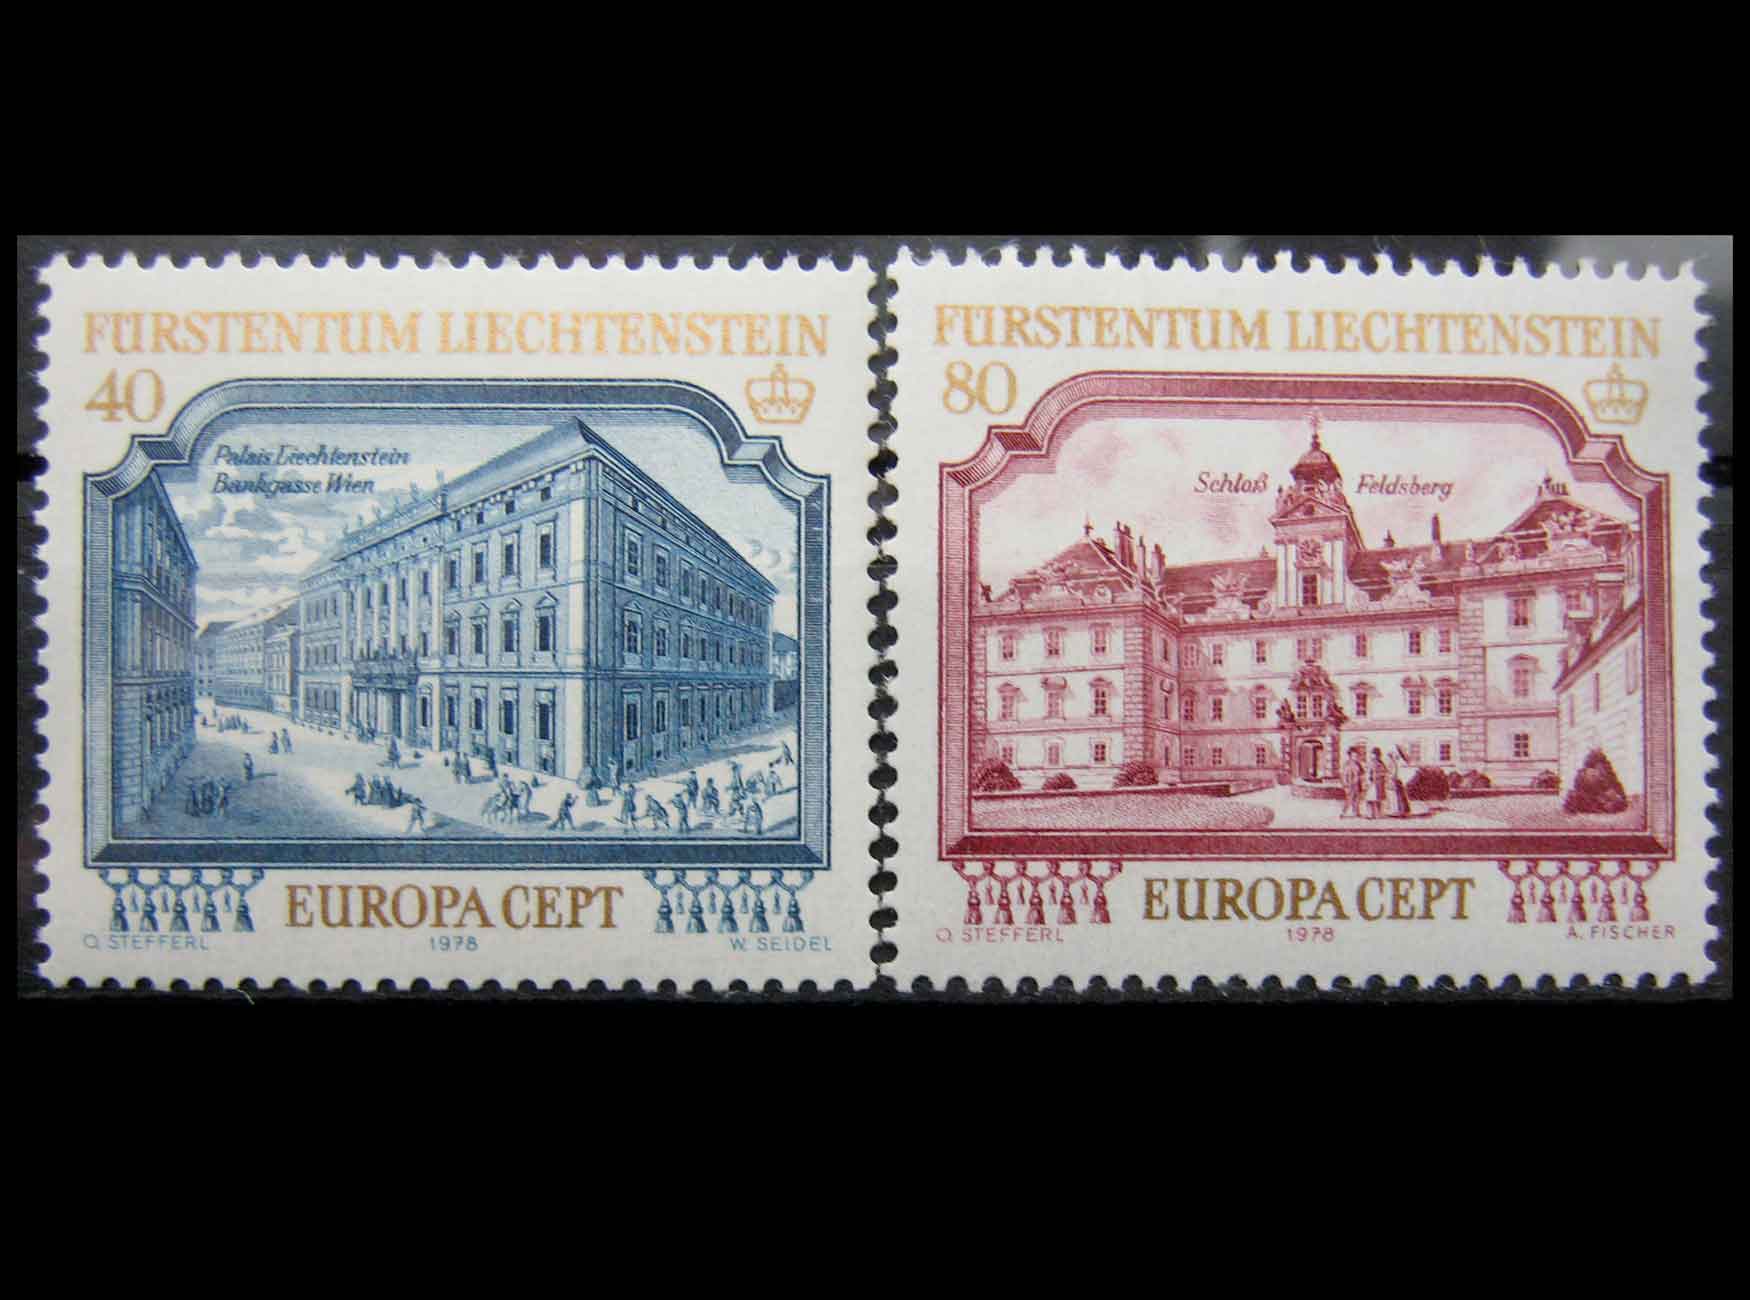 FÜRSTENTUM LIECHTENSTEIN
40
Palais Liechtenstein
Bankgasse Wien
EUROPA CEPT
O. STEFFERL
1978
W. SEIDEL
FÜRSTENTUM LIECHTENSTEIN
80
Schloß Feldsberg
EUROPA CEPT
O. STEFFERL
1978
A. FISCHER